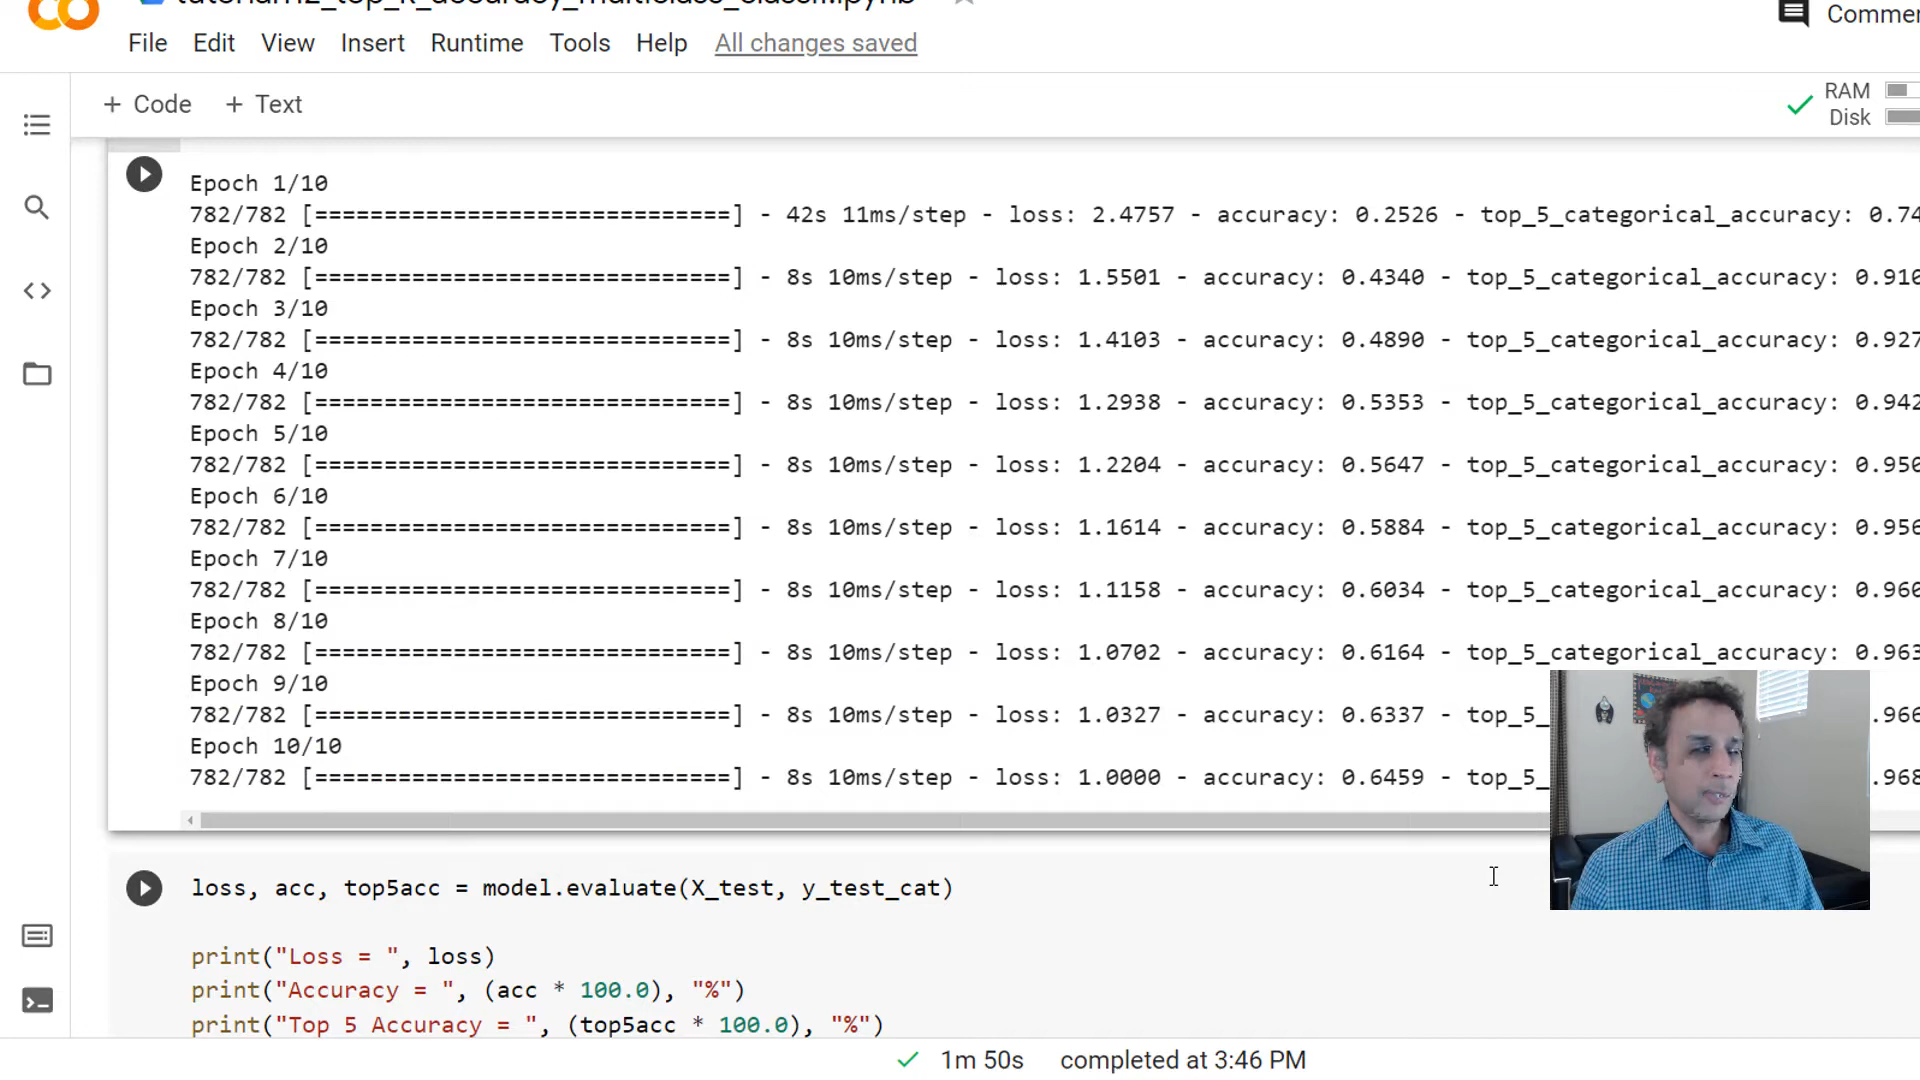 File Edit View Insert Runtime Tools Help All changes saved
+ Code + Text
RAM
Disk
Epoch 1/10
782/782 [==============================] - 42s 11ms/step - loss: 2.4757 - accuracy: 0.2526 - top_5_categorical_accuracy: 0.74
Epoch 2/10
782/782 [==============================] - 8s 10ms/step - loss: 1.5501 - accuracy: 0.4340 - top_5_categorical_accuracy: 0.910
Epoch 3/10
782/782 [==============================] - 8s 10ms/step - loss: 1.4103 - accuracy: 0.4890 - top_5_categorical_accuracy: 0.927
Epoch 4/10
782/782 [==============================] - 8s 10ms/step - loss: 1.2938 - accuracy: 0.5353 - top_5_categorical_accuracy: 0.942
Epoch 5/10
782/782 [==============================] - 8s 10ms/step - loss: 1.2204 - accuracy: 0.5647 - top_5_categorical_accuracy: 0.950
Epoch 6/10
782/782 [==============================] - 8s 10ms/step - loss: 1.1614 - accuracy: 0.5884 - top_5_categorical_accuracy: 0.956
Epoch 7/10
782/782 [==============================] - 8s 10ms/step - loss: 1.1158 - accuracy: 0.6034 - top_5_categorical_accuracy: 0.960
Epoch 8/10
782/782 [==============================] - 8s 10ms/step - loss: 1.0702 - accuracy: 0.6164 - top_5_categorical_accuracy: 0.963
Epoch 9/10
782/782 [==============================] - 8s 10ms/step - loss: 1.0327 - accuracy: 0.6337 - top_5_ .966
Epoch 10/10
782/782 [==============================] - 8s 10ms/step - loss: 1.0000 - accuracy: 0.6459 - top_5_ .968
loss, acc, top5acc = model.evaluate(X_test, y_test_cat)
print("Loss = ", loss)
print("Accuracy = ", (acc * 100.0), "%")
print("Top 5 Accuracy = ", (top5acc * 100.0), "%")
1m 50s completed at 3:46 PM